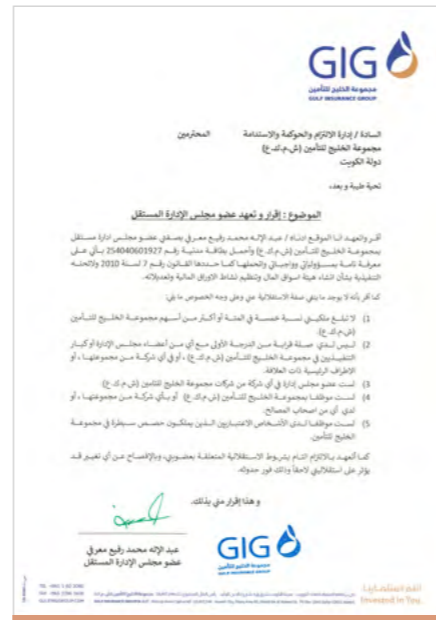 GIG
مجموعة الخليج للتأمين
GULF INSURANCE GROUP
السادة / إدارة الالتزام والحوكمة والاستدامة المحترمين
مجموعة الخليج للتأمين (ش.م.ك.ع)
دولة الكويت
تحية طيبة و بعد،
الموضوع : إقرار و تعهد عضو مجلس الإدارة المستقل
أقر وأتعهد أنا الموقع أدناه / عبد الإله محمد رفيع معرفي بصفتي عضو مجلس ادارة مستقل
بمجموعة الخليج للتأمين (ش.م.ك.ع) وأحمل بطاقة مدنية رقم 254040601927 بأني على
معرفة تامة بمسؤولياتي وواجباتي وأتحملها كما حددها القانون رقم 7 لسنة 2010 ولائحته
التنفيذية بشأن انشاء هيئة اسواق المال وتنظيم نشاط الاوراق المالية وتعديلاته.
كما أقر بأنه لا يوجد ما ينفي صفة الاستقلالية عني وعلى وجه الخصوص ما يلي:
1) لا تبلغ ملكيتي نسبة خمسة في المئة أو أكثر من أسهم مجموعة الخليج للتأمين
(ش.م.ك.ع).
2) ليس لدي صلة قرابة من الدرجة الأولى مع أي من أعضاء مجلس الإدارة أو كبار
التنفيذيين في مجموعة الخليج للتأمين (ش.م.ك.ع) ، أو في أي شركة من مجموعتها ، أو
الاطراف الرئيسية ذات العلاقة.
3) لست عضو مجلس إدارة في أي شركة من شركات مجموعة الخليج للتأمين (ش.م.ك.ع)
4) لست موظفا بمجموعة الخليج للتأمين (ش.م.ك.ع) أو بأي شركة من مجموعتها ، أو
لدى أي من اصحاب المصالح.
5) لست موظفا لدى الأشخاص الاعتباريين الذين يملكون حصص سيطرة في مجموعة
الخليج للتأمين.
كما أتعهد بالالتزام التام بشروط الاستقلالية المتعلقة بعضويتي، وبالإفصاح عن أي تغيير قد
يؤثر على استقلاليتي لاحقاً وذلك فور حدوثه.
و هذا إقرار مني بذلك.
عبد الإله محمد رفيع معرفي
عضو مجلس الإدارة المستقل
GIG
مجموعة الخليج للتأمين
GULF INSURANCE GROUP
Invested in You